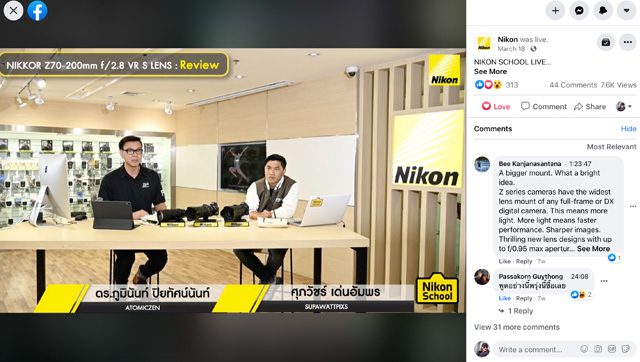 NIKKOR Z70-200mm f/2.8 VR S LENS : Review
Nikon
Nikon
ดร.ภูมินันท์ ปิยทัศน์นันท์
ATOMICZEN
ศุภวัชร์ เด่นอัมพร
SUPAWATTPIXS
Nikon
School
Nikon was live.
March 18 ·
NIKON SCHOOL LIVE...
See More
313
44 Comments 7.6K Views
Love
Comment
Share
Comments
Hide
Most Relevant
Bee Kanjanasantana · 1:23:47
A bigger mount. What a bright
idea.
Z series cameras have the widest
lens mount of any full-frame or DX
digital camera. This means more
light. More light means faster
performance. Sharper images.
Thrilling new lens designs with up
to f/0.95 max apertur... See More
1
Like · Reply · 7w
Passakorn Guythong · 24:08
พูดอย่างนี้พรุ่งนี้ซื้อเลย
2
Like · Reply · 7w
1 Reply
View 31 more comments
Write a comment...